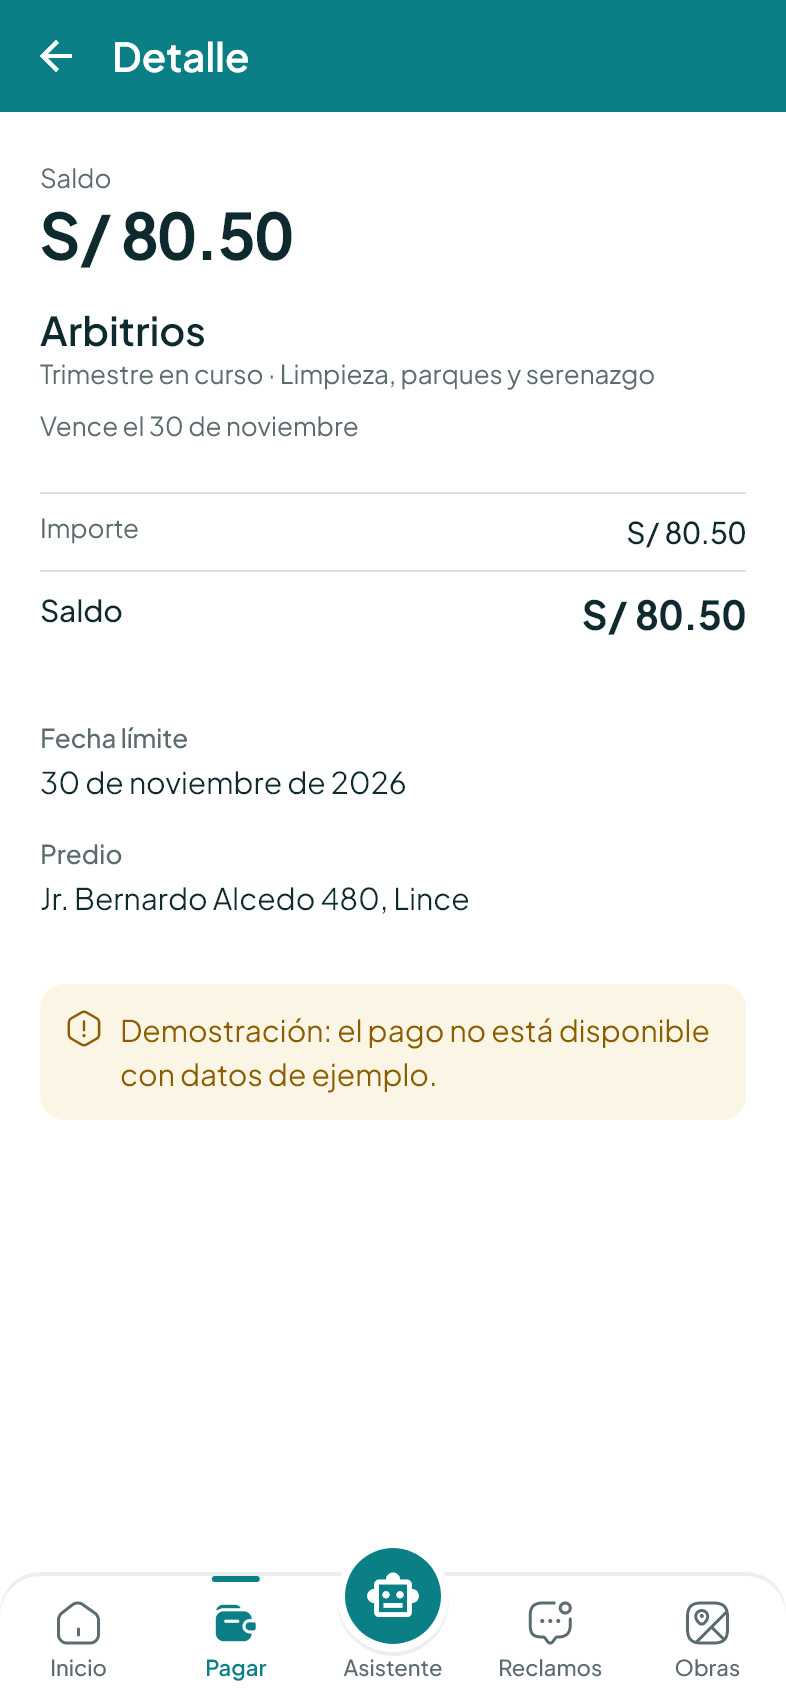 Detalle
Saldo
S/ 80.50
Arbitrios
Trimestre en curso · Limpieza, parques y serenazgo
Vence el 30 de noviembre
Importe
S/ 80.50
Saldo
S/ 80.50
Fecha límite
30 de noviembre de 2026
Predio
Jr. Bernardo Alcedo 480, Lince
Demostración: el pago no está disponible
con datos de ejemplo.
Inicio
Pagar
Asistente
Reclamos
Obras